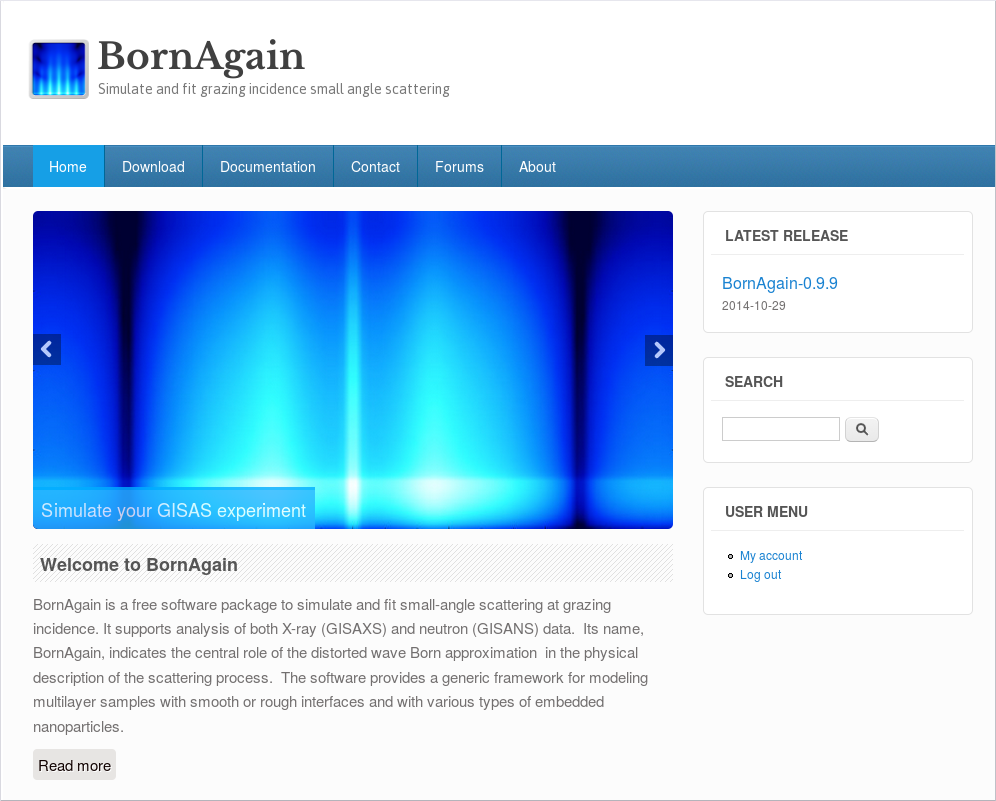 BornAgain
Simulate and fit grazing incidence small angle scattering
Home Download Documentation Contact Forums About
Simulate your GISAS experiment
Welcome to BornAgain
BornAgain is a free software package to simulate and fit small-angle scattering at grazing
incidence. It supports analysis of both X-ray (GISAXS) and neutron (GISANS) data.  Its name,
BornAgain, indicates the central role of the distorted wave Born approximation  in the physical
description of the scattering process.  The software provides a generic framework for modeling
multilayer samples with smooth or rough interfaces and with various types of embedded
nanoparticles.
Read more
LATEST RELEASE
BornAgain-0.9.9
2014-10-29
SEARCH
USER MENU
My account
Log out